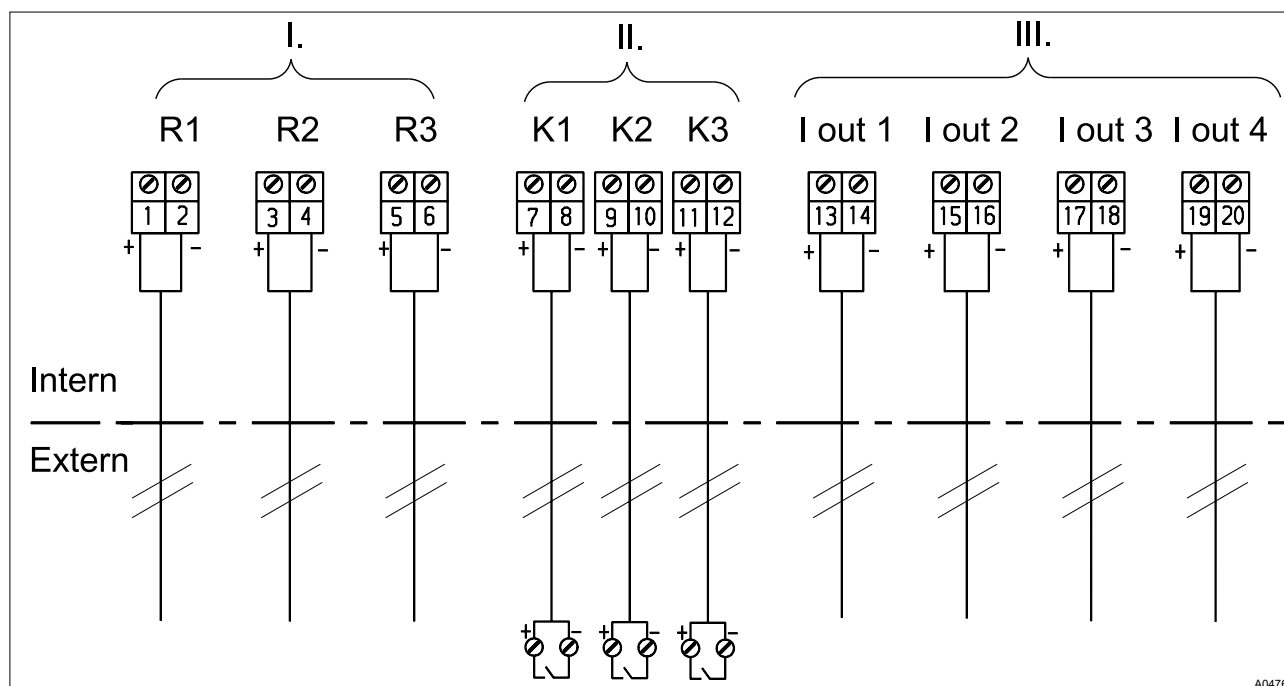 I. II. III.
R1 R2 R3 K1 K2 K3 I out 1 I out 2 I out 3 I out 4
1 2 3 4 5 6 7 8 9 10 11 12 13 14 15 16 17 18 19 20
+ - + - + - + - + - + - + - + - + - + -
Intern
Extern
+ - + - + -
A0476